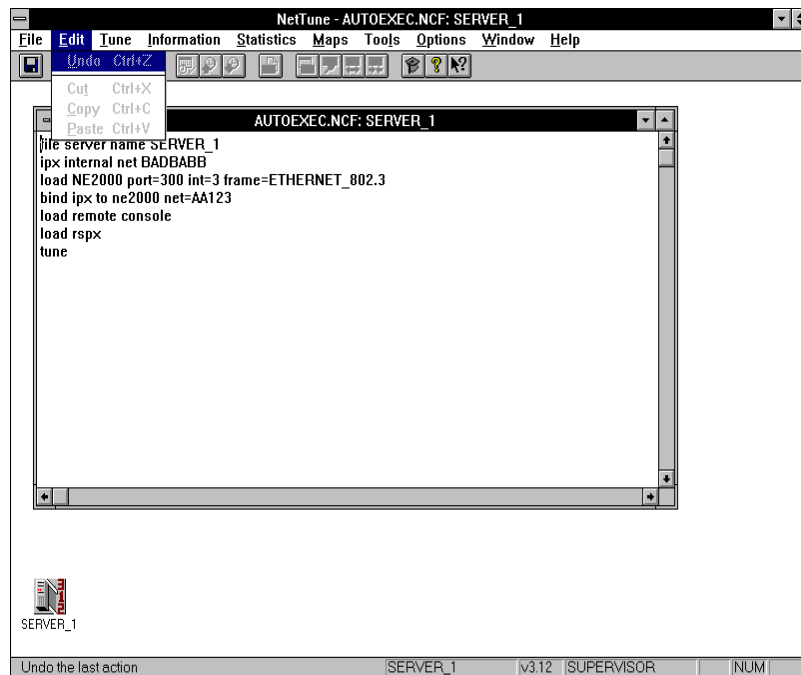 NetTune - AUTOEXEC.NCF: SERVER_1
File Edit Tune Information Statistics Maps Tools Options Window Help
Undo Ctrl+Z
Cut Ctrl+X
Copy Ctrl+C
Paste Ctrl+V
AUTOEXEC.NCF: SERVER_1
file server name SERVER_1
ipx internal net BADBABB
load NE2000 port=300 int=3 frame=ETHERNET_802.3
bind ipx to ne2000 net=AA123
load remote console
load rspx
tune
312
SERVER_1
Undo the last action SERVER_1 v3.12 SUPERVISOR NUM